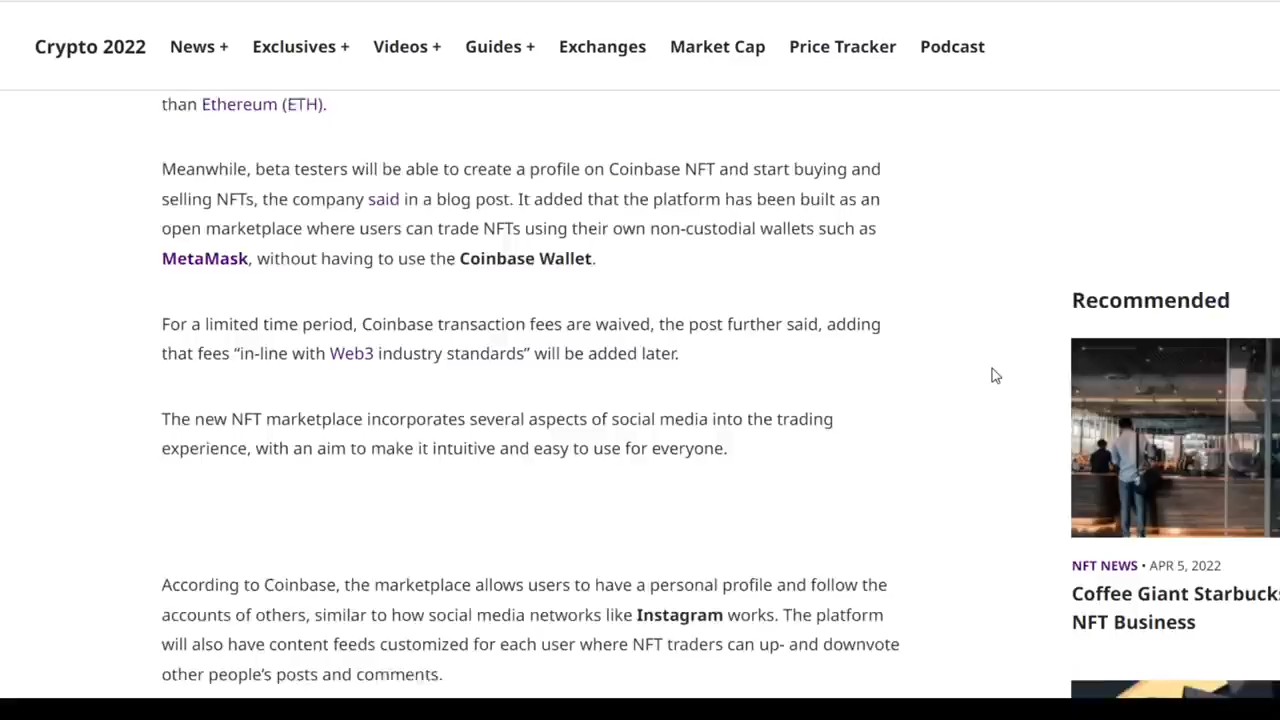 Crypto 2022 News + Exclusives + Videos + Guides + Exchanges Market Cap Price Tracker Podcast
than Ethereum (ETH).
Meanwhile, beta testers will be able to create a profile on Coinbase NFT and start buying and
selling NFTs, the company said in a blog post. It added that the platform has been built as an
open marketplace where users can trade NFTs using their own non-custodial wallets such as
MetaMask, without having to use the Coinbase Wallet.
For a limited time period, Coinbase transaction fees are waived, the post further said, adding
that fees “in-line with Web3 industry standards” will be added later.
The new NFT marketplace incorporates several aspects of social media into the trading
experience, with an aim to make it intuitive and easy to use for everyone.
According to Coinbase, the marketplace allows users to have a personal profile and follow the
accounts of others, similar to how social media networks like Instagram works. The platform
will also have content feeds customized for each user where NFT traders can up- and downvote
other people’s posts and comments.
Recommended
NFT NEWS • APR 5, 2022
Coffee Giant Starbucks
NFT Business